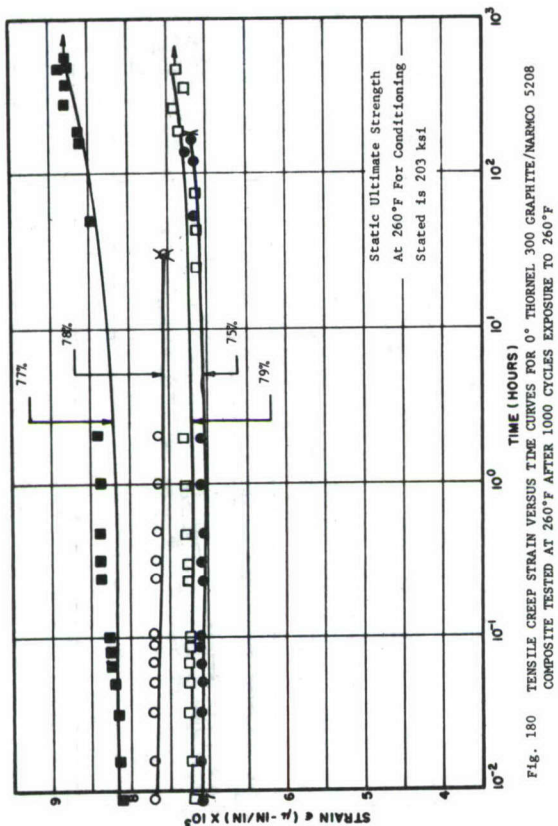 9
8
7
6
5
4
STRAIN ε (μ-IN/IN) X 10³
10⁻²
10⁻¹
10⁰
10¹
10²
10³
TIME (HOURS)
77%
78%
75%
79%
Static Ultimate Strength
At 260°F For Conditioning
Stated is 203 ksi
Fig. 180 TENSILE CREEP STRAIN VERSUS TIME CURVES FOR 0° THORNEL 300 GRAPHITE/NARMCO 5208
COMPOSITE TESTED AT 260°F AFTER 1000 CYCLES EXPOSURE TO 260°F